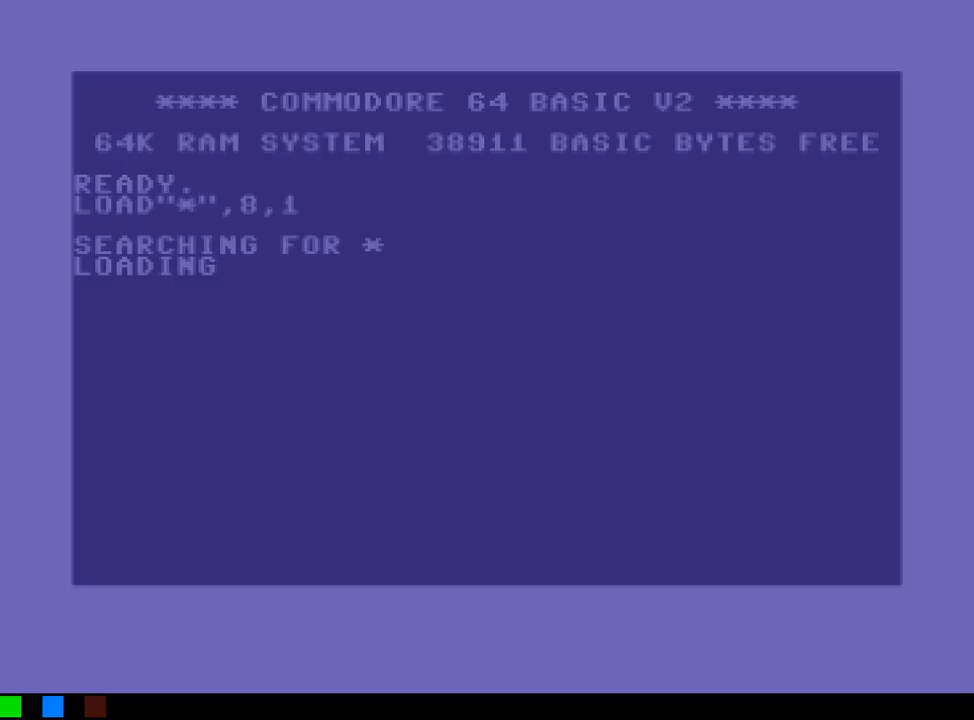 **** COMMODORE 64 BASIC V2 ****
64K RAM SYSTEM  38911 BASIC BYTES FREE
READY.
LOAD"*",8,1
SEARCHING FOR *
LOADING